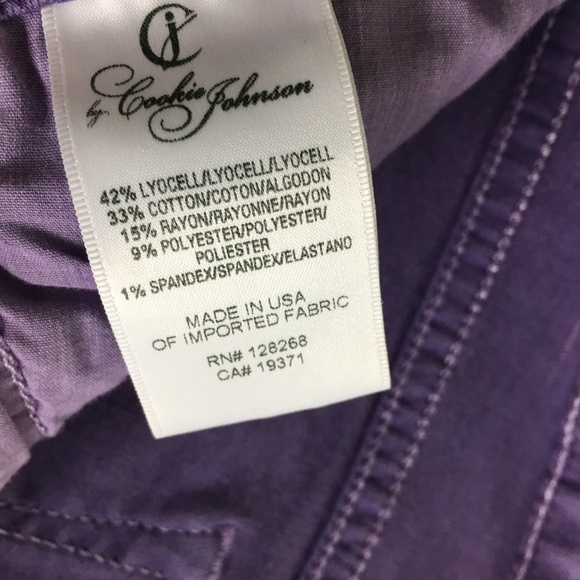 CJ
by Cookie Johnson
42% LYOCELL/LYOCELL/LYOCELL
33% COTTON/COTON/ALGODON
15% RAYON/RAYONNE/RAYON
9% POLYESTER/POLYESTER/
POLIESTER
1% SPANDEX/SPANDEX/ELASTANO
MADE IN USA
OF IMPORTED FABRIC
RN# 128268
CA# 19371